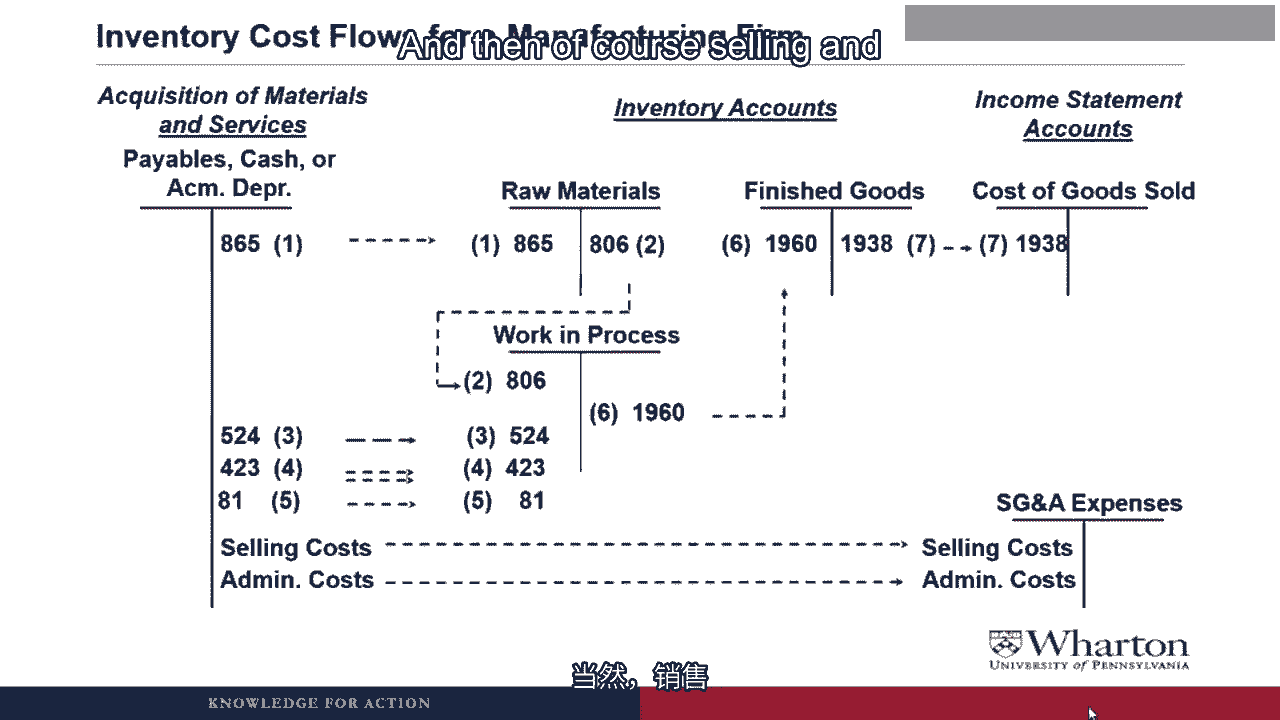 Inventory Cost Flows for a Manufacturing Firm
And then of course selling and
Acquisition of Materials
and Services
Payables, Cash, or
Acm. Depr.
Inventory Accounts
Income Statement
Accounts
Raw Materials
Finished Goods
Cost of Goods Sold
865 (1)
(1) 865
806 (2)
(6) 1960
1938 (7)
(7) 1938
Work in Process
(2) 806
(6) 1960
524 (3)
(3) 524
423 (4)
(4) 423
81 (5)
(5) 81
SG&A Expenses
Selling Costs
Selling Costs
Admin. Costs
Admin. Costs
Wharton
UNIVERSITY of PENNSYLVANIA
当然，销售
KNOWLEDGE FOR ACTION